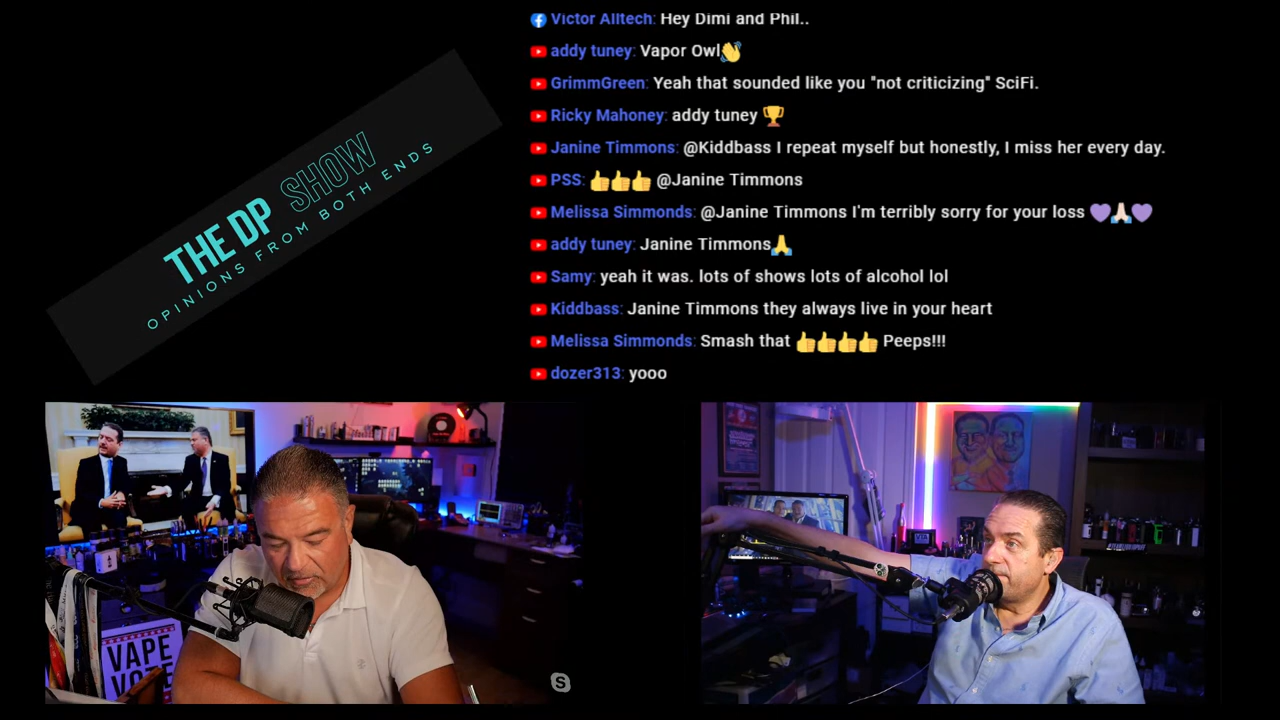 Victor Alltech: Hey Dimi and Phil..
addy tuney: Vapor Owl👋
GrimmGreen: Yeah that sounded like you "not criticizing" SciFi.
Ricky Mahoney: addy tuney 🏆
Janine Timmons: @Kiddbass I repeat myself but honestly, I miss her every day.
PSS: 👍👍👍 @Janine Timmons
Melissa Simmonds: @Janine Timmons I'm terribly sorry for your loss 💜🙏🏻💜
addy tuney: Janine Timmons🙏
Samy: yeah it was. lots of shows lots of alcohol lol
Kiddbass: Janine Timmons they always live in your heart
Melissa Simmonds: Smash that 👍👍👍👍 Peeps!!!
dozer313: yooo
THE DP SHOW
OPINIONS FROM BOTH ENDS
VAPE
VOTE
S